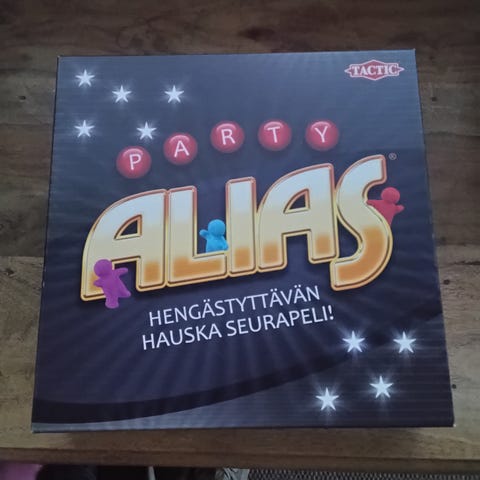 TACTIC
PARTY
ALIAS®
HENGÄSTYTTÄVÄN
HAUSKA SEURAPELI!